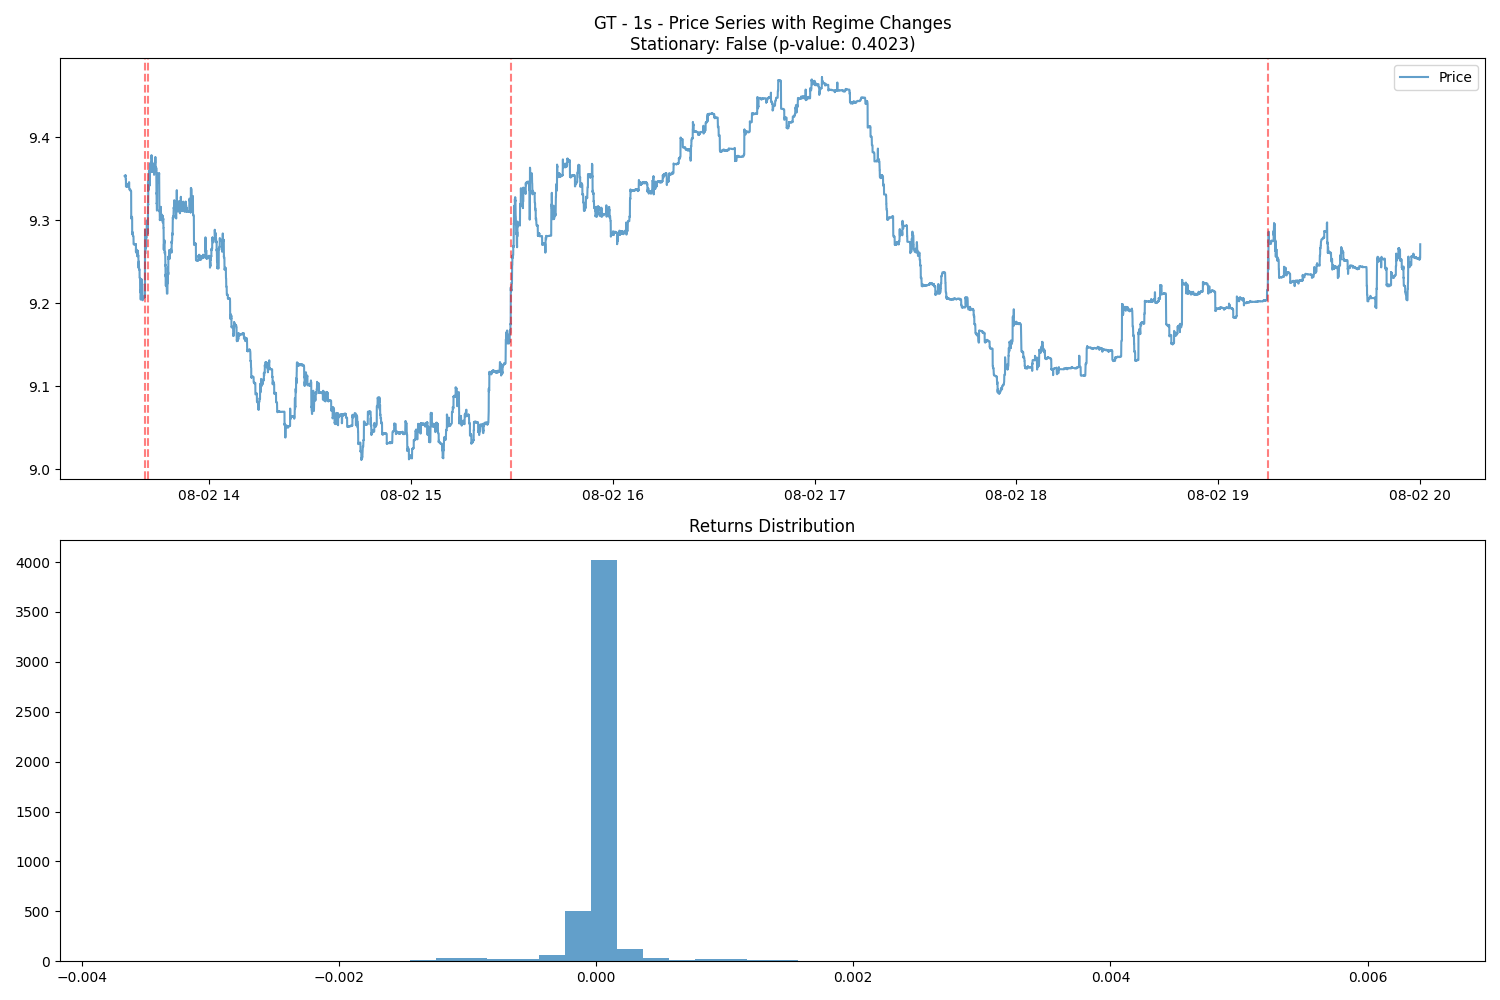 GT - 1s - Price Series with Regime Changes
Stationary: False (p-value: 0.4023)
Price
9.4
9.3
9.2
9.1
9.0
08-02 14 08-02 15 08-02 16 08-02 17 08-02 18 08-02 19 08-02 20
Returns Distribution
4000
3500
3000
2500
2000
1500
1000
500
0
−0.004 −0.002 0.000 0.002 0.004 0.006